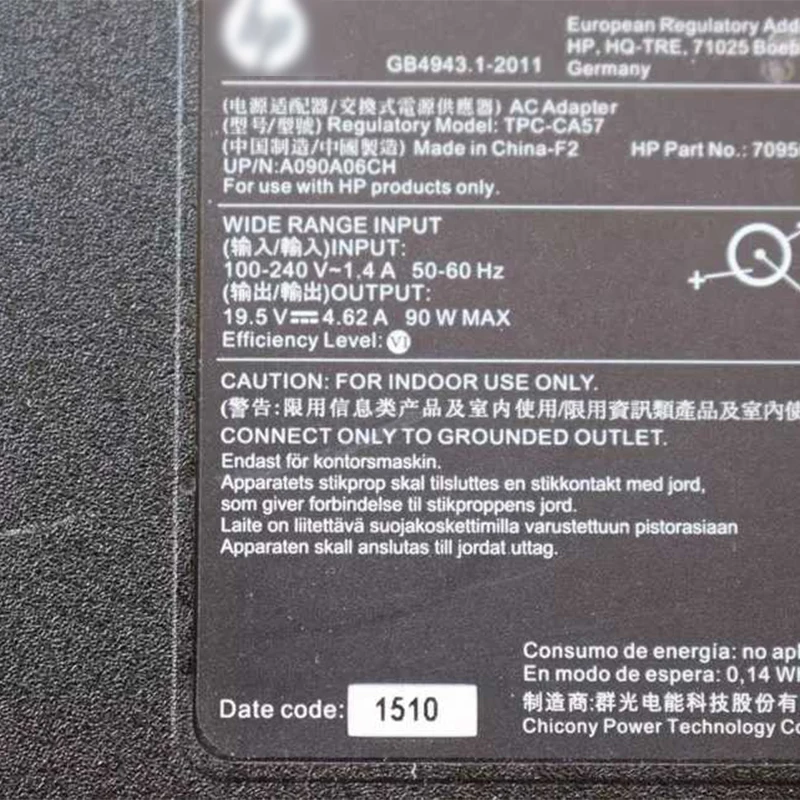 hp
European Regulatory Add
GB4943.1-2011
HP, HQ-TRE, 71025
Germany
(电源适配器/交換式電源供應器) AC Adapter
(型号/型號) Regulatory Model: TPC-CA57
(中国制造/中國製造) Made in China-F2 HP Part No.: 7095
UP/N:A090A06CH
For use with HP products only.
WIDE RANGE INPUT
(输入/輸入)INPUT:
100-240 V~1.4 A 50-60 Hz
(输出/輸出)OUTPUT:
19.5 V⎓4.62 A 90 W MAX
+
Efficiency Level: VI
CAUTION: FOR INDOOR USE ONLY.
(警告:限用信息类产品及室内使用/限用資訊類產品及室內使
CONNECT ONLY TO GROUNDED OUTLET.
Endast för kontorsmaskin.
Apparatets stikprop skal tilsluttes en stikkontakt med jord,
som giver forbindelse til stikproppens jord.
Laite on liitettävä suojakoskettimilla varustettuun pistorasiaan
Apparaten skall anslutas till jordat uttag.
Consumo de energía: no apl
En modo de espera: 0,14 W
制造商:群光电能科技股份有
Chicony Power Technology Co
Date code: 1510